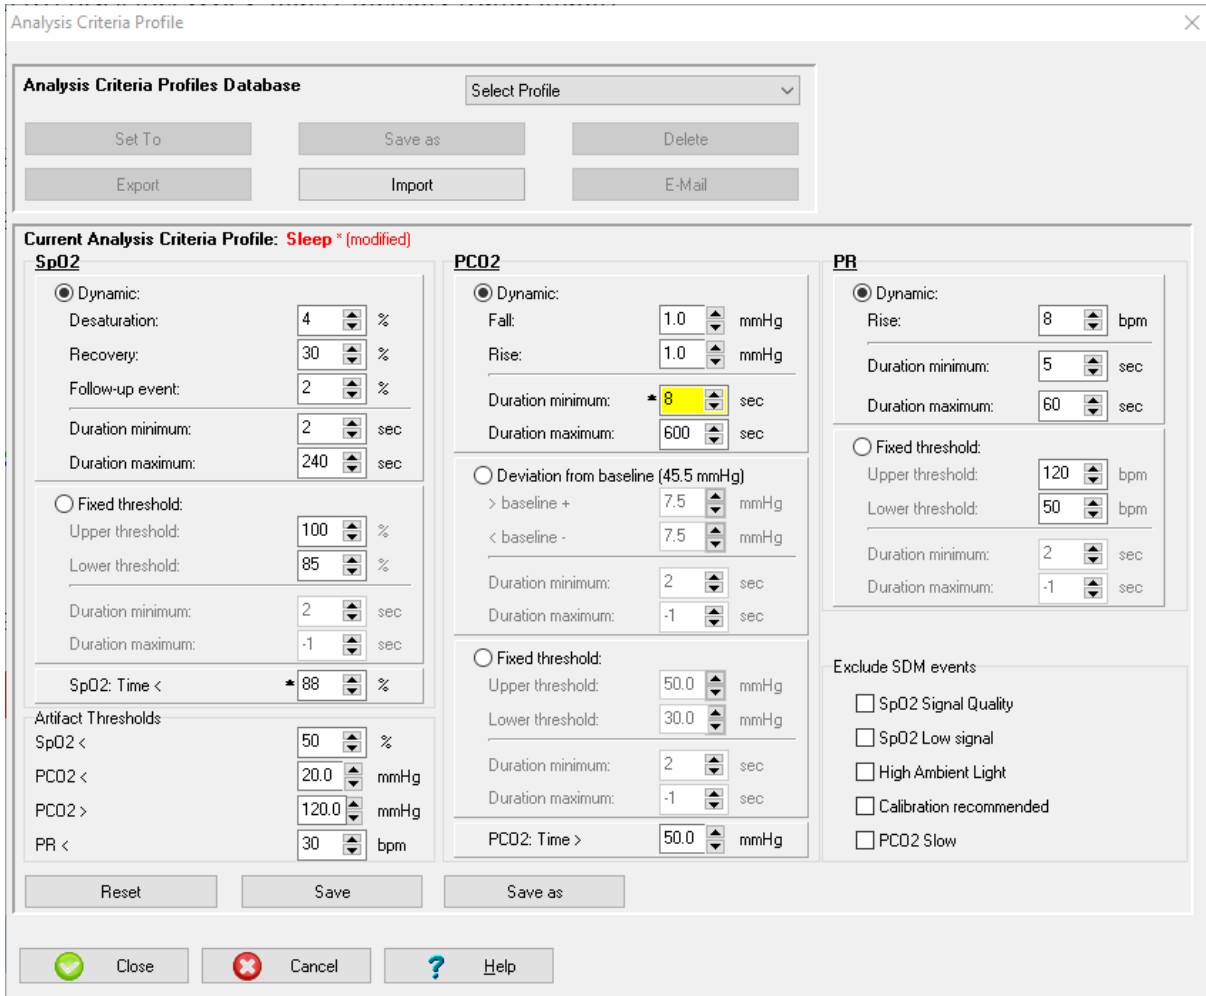 Analysis Criteria Profile
Analysis Criteria Profiles Database
Select Profile
Set To
Save as
Delete
Export
Import
E-Mail
Current Analysis Criteria Profile: Sleep * (modified)
SpO2
Dynamic:
Desaturation: 4 %
Recovery: 30 %
Follow-up event: 2 %
Duration minimum: 2 sec
Duration maximum: 240 sec
Fixed threshold:
Upper threshold: 100 %
Lower threshold: 85 %
Duration minimum: 2 sec
Duration maximum: -1 sec
SpO2: Time < * 88 %
Artifact Thresholds
SpO2 < 50 %
PCO2 < 20.0 mmHg
PCO2 > 120.0 mmHg
PR < 30 bpm
PCO2
Dynamic:
Fall: 1.0 mmHg
Rise: 1.0 mmHg
Duration minimum: * 8 sec
Duration maximum: 600 sec
Deviation from baseline (45.5 mmHg)
> baseline + 7.5 mmHg
< baseline - 7.5 mmHg
Duration minimum: 2 sec
Duration maximum: -1 sec
Fixed threshold:
Upper threshold: 50.0 mmHg
Lower threshold: 30.0 mmHg
Duration minimum: 2 sec
Duration maximum: -1 sec
PCO2: Time > 50.0 mmHg
PR
Dynamic:
Rise: 8 bpm
Duration minimum: 5 sec
Duration maximum: 60 sec
Fixed threshold:
Upper threshold: 120 bpm
Lower threshold: 50 bpm
Duration minimum: 2 sec
Duration maximum: -1 sec
Exclude SDM events
SpO2 Signal Quality
SpO2 Low signal
High Ambient Light
Calibration recommended
PCO2 Slow
Reset
Save
Save as
Close
Cancel
? Help